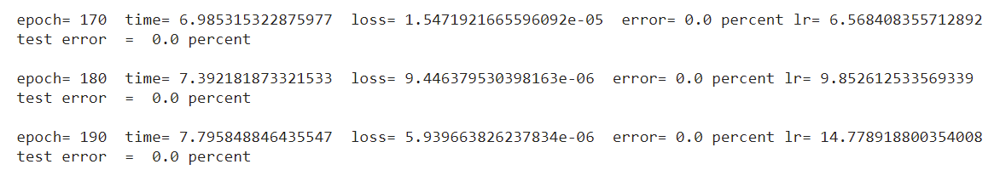 epoch= 170  time= 6.985315322875977  loss= 1.5471921665596092e-05  error= 0.0 percent lr= 6.568408355712892
test error  =  0.0 percent
epoch= 180  time= 7.392181873321533  loss= 9.446379530398163e-06  error= 0.0 percent lr= 9.852612533569339
test error  =  0.0 percent
epoch= 190  time= 7.795848846435547  loss= 5.939663826237834e-06  error= 0.0 percent lr= 14.778918800354008
test error  =  0.0 percent